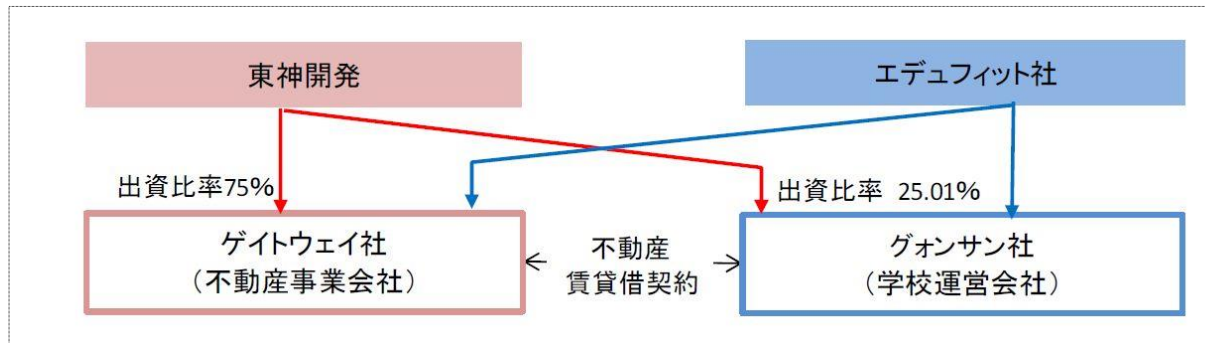 東神開発
エデュフィット社
出資比率75%
出資比率 25.01%
ゲイトウェイ社
(不動産事業会社)
不動産
賃貸借契約
グォンサン社
(学校運営会社)